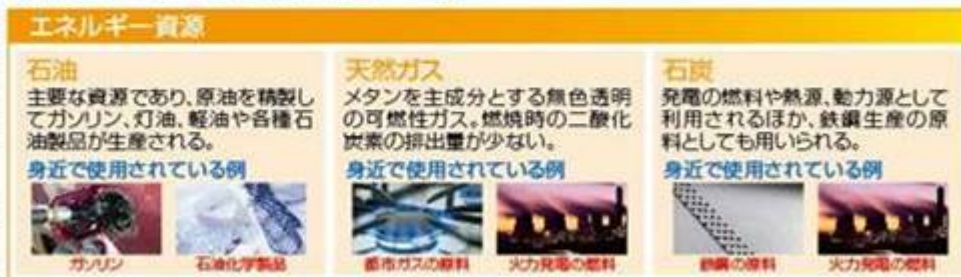 エネルギー資源
石油
主要な資源であり、原油を精製し
てガソリン、灯油、軽油や各種石
油製品が生産される。
身近で使用されている例
ガソリン
石油化学製品
天然ガス
メタンを主成分とする無色透明
の可燃性ガス。燃焼時の二酸化
炭素の排出量が少ない。
身近で使用されている例
都市ガスの原料
火力発電の燃料
石炭
発電の燃料や熱源、動力源として
利用されるほか、鉄鋼生産の原
料としても用いられる。
身近で使用されている例
鉄鋼の原料
火力発電の燃料